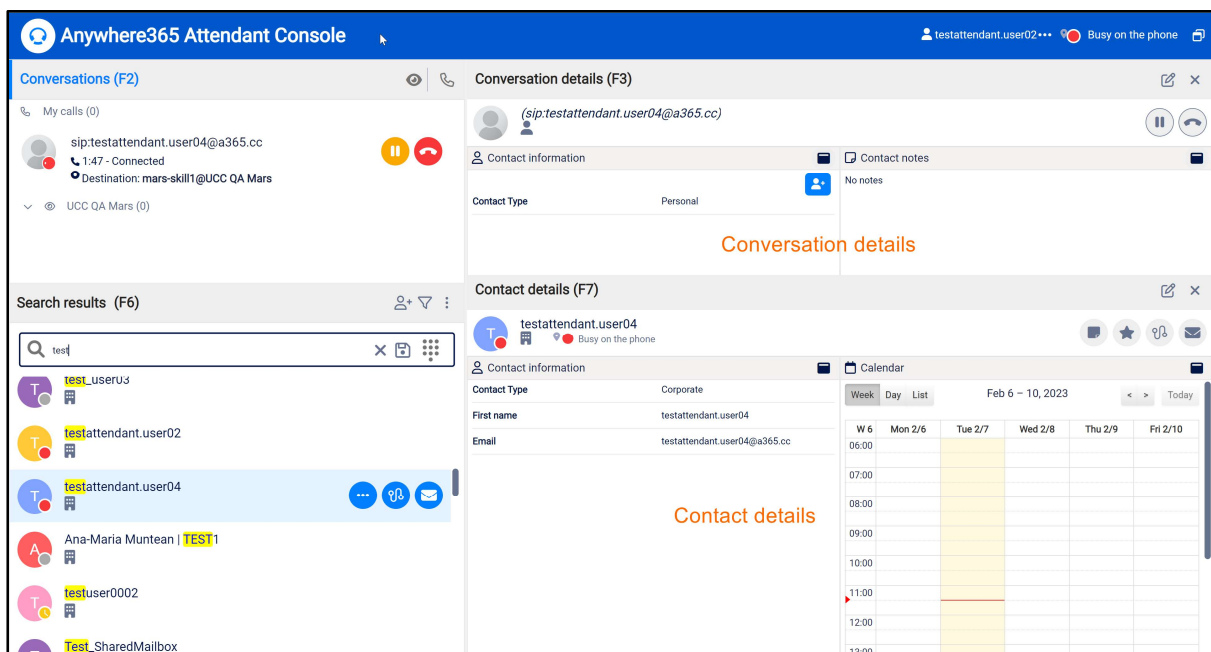 Anywhere365 Attendant Console
testattendant.user02••• Busy on the phone
Conversations (F2)
My calls (0)
sip:testattendant.user04@a365.cc
1:47 - Connected
Destination: mars-skill1@UCC QA Mars
UCC QA Mars (0)
Conversation details (F3)
(sip:testattendant.user04@a365.cc)
Contact information
Contact notes
No notes
Contact Type Personal
Conversation details
Search results (F6)
test
test_user03
testattendant.user02
testattendant.user04
Ana-Maria Muntean | TEST1
testuser0002
Test_SharedMailbox
T
T
T
A
T
Contact details (F7)
T
testattendant.user04
Busy on the phone
Contact information
Contact Type Corporate
First name testattendant.user04
Email testattendant.user04@a365.cc
Contact details
Calendar
Week Day List Feb 6 – 10, 2023 < > Today
W 6 Mon 2/6 Tue 2/7 Wed 2/8 Thu 2/9 Fri 2/10
06:00
07:00
08:00
09:00
10:00
11:00
12:00
13:00